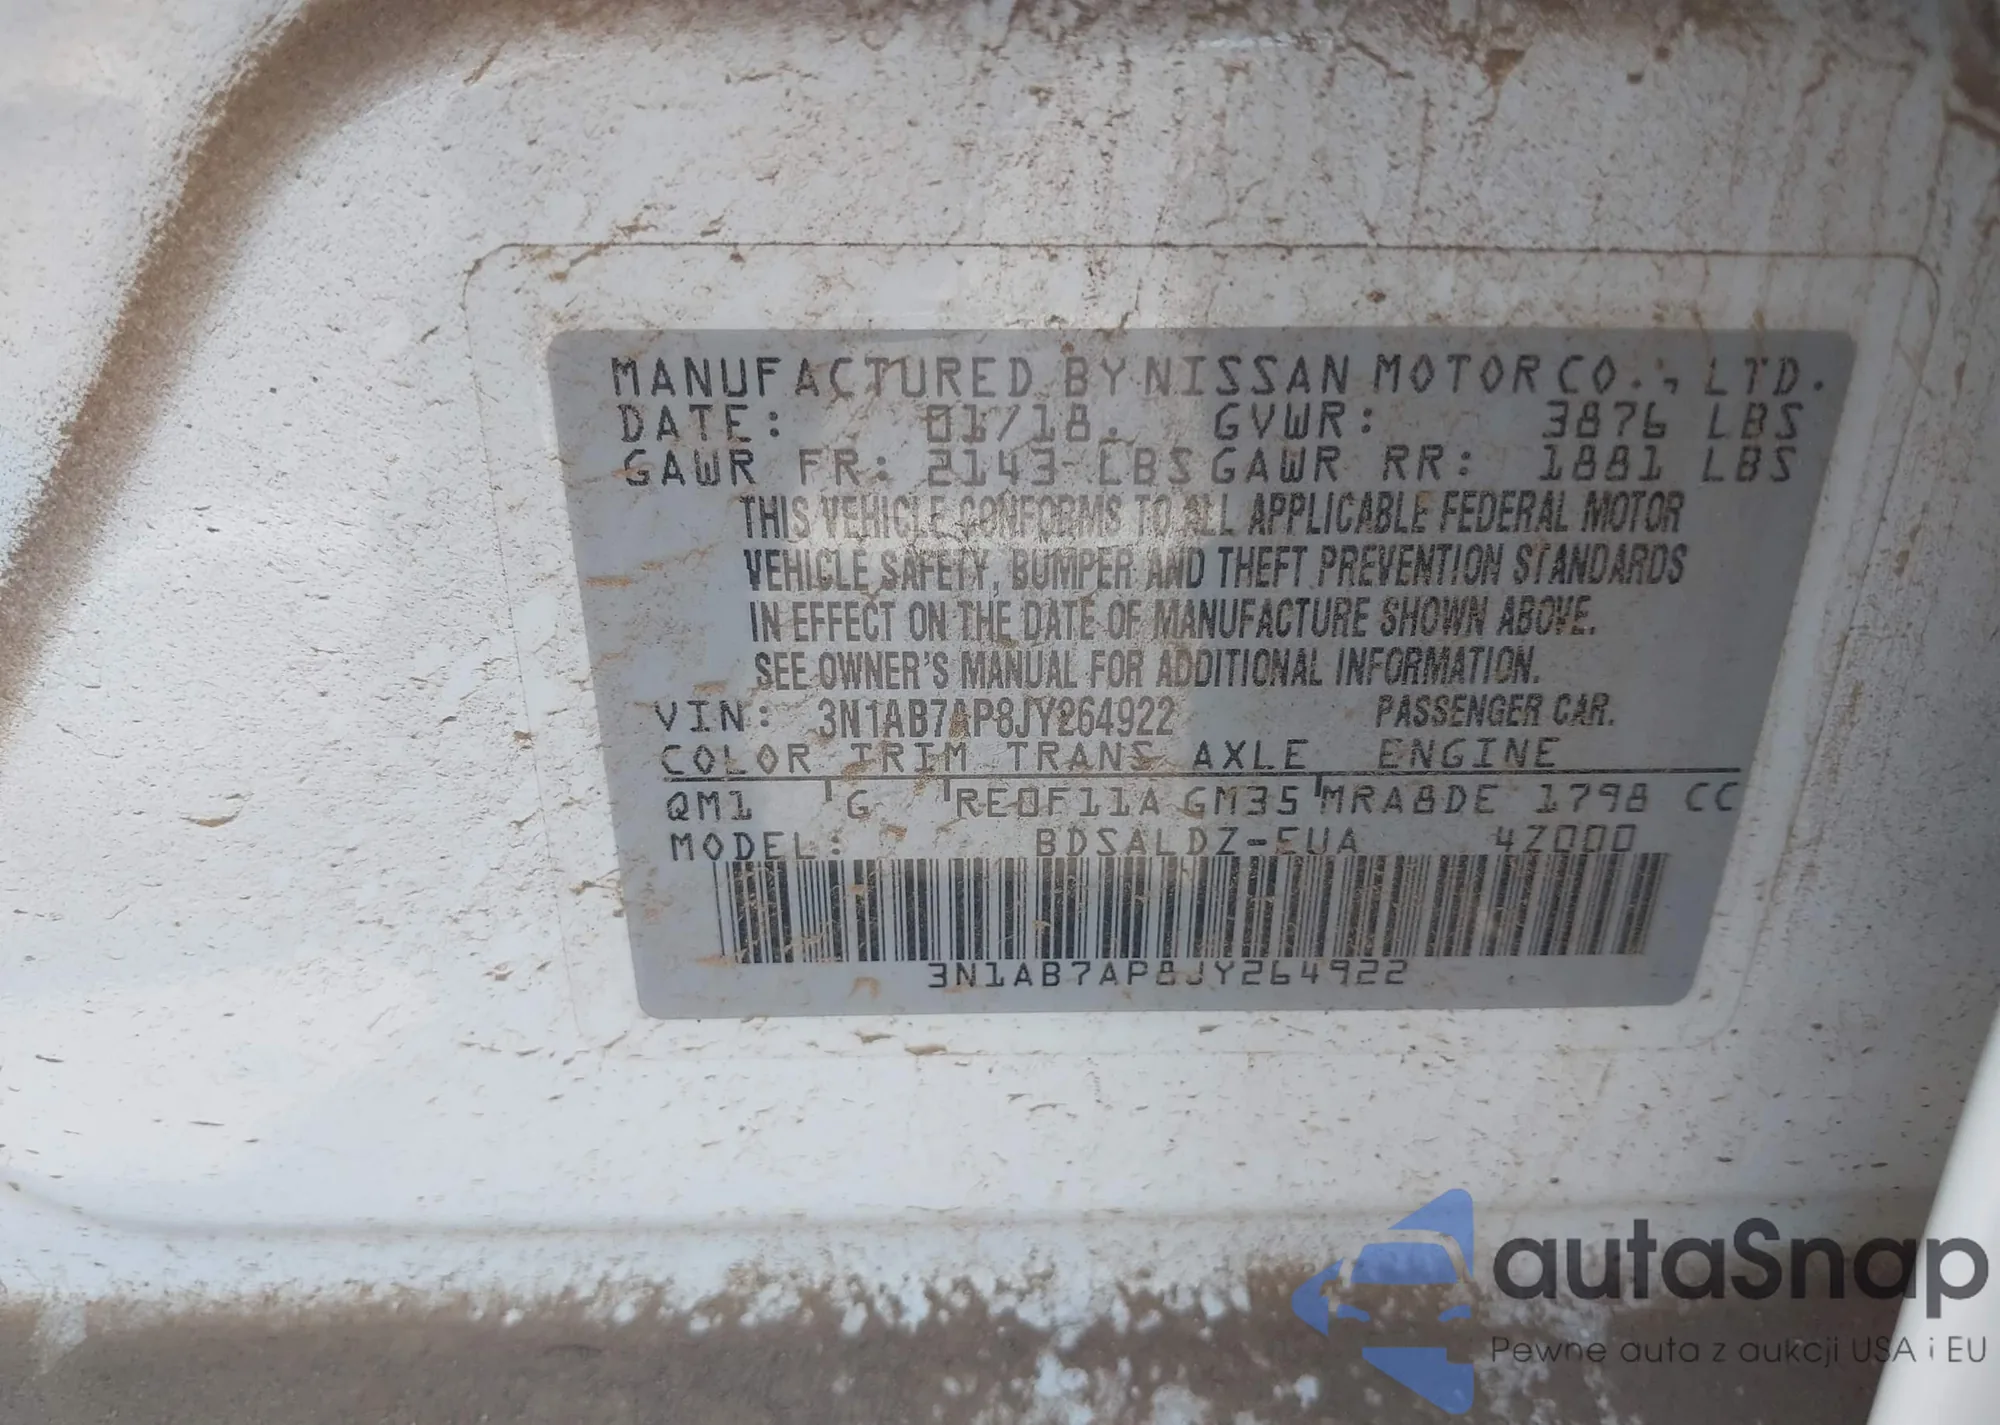 MANUFACTURED BY NISSAN MOTOR CO., LTD.
DATE: 01/18. GVWR: 3876 LBS
GAWR FR: 2143 LBS GAWR RR: 1881 LBS
THIS VEHICLE CONFORMS TO ALL APPLICABLE FEDERAL MOTOR
VEHICLE SAFETY, BUMPER AND THEFT PREVENTION STANDARDS
IN EFFECT ON THE DATE OF MANUFACTURE SHOWN ABOVE.
SEE OWNER'S MANUAL FOR ADDITIONAL INFORMATION.
VIN: 3N1AB7AP8JY264922 PASSENGER CAR.
COLOR TRIM TRANS AXLE ENGINE
QM1 G RE0F11A GM35 MRA8DE 1798 CC
MODEL: BDSALDZ-EUA 4Z000
3N1AB7AP8JY264922
autaSnap
Pewne auta z aukcji USA i EU